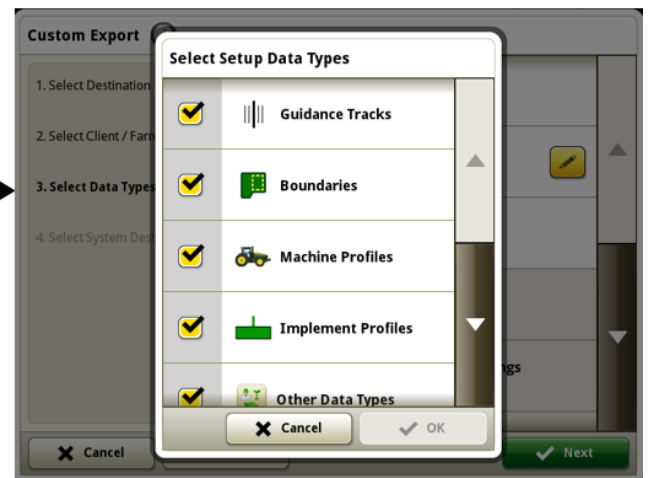 Custom Export
1. Select Destination
2. Select Client / Farm
3. Select Data Types
4. Select System Dest
Select Setup Data Types
Guidance Tracks
Boundaries
Machine Profiles
Implement Profiles
Other Data Types
Cancel
OK
ngs
Cancel
Next